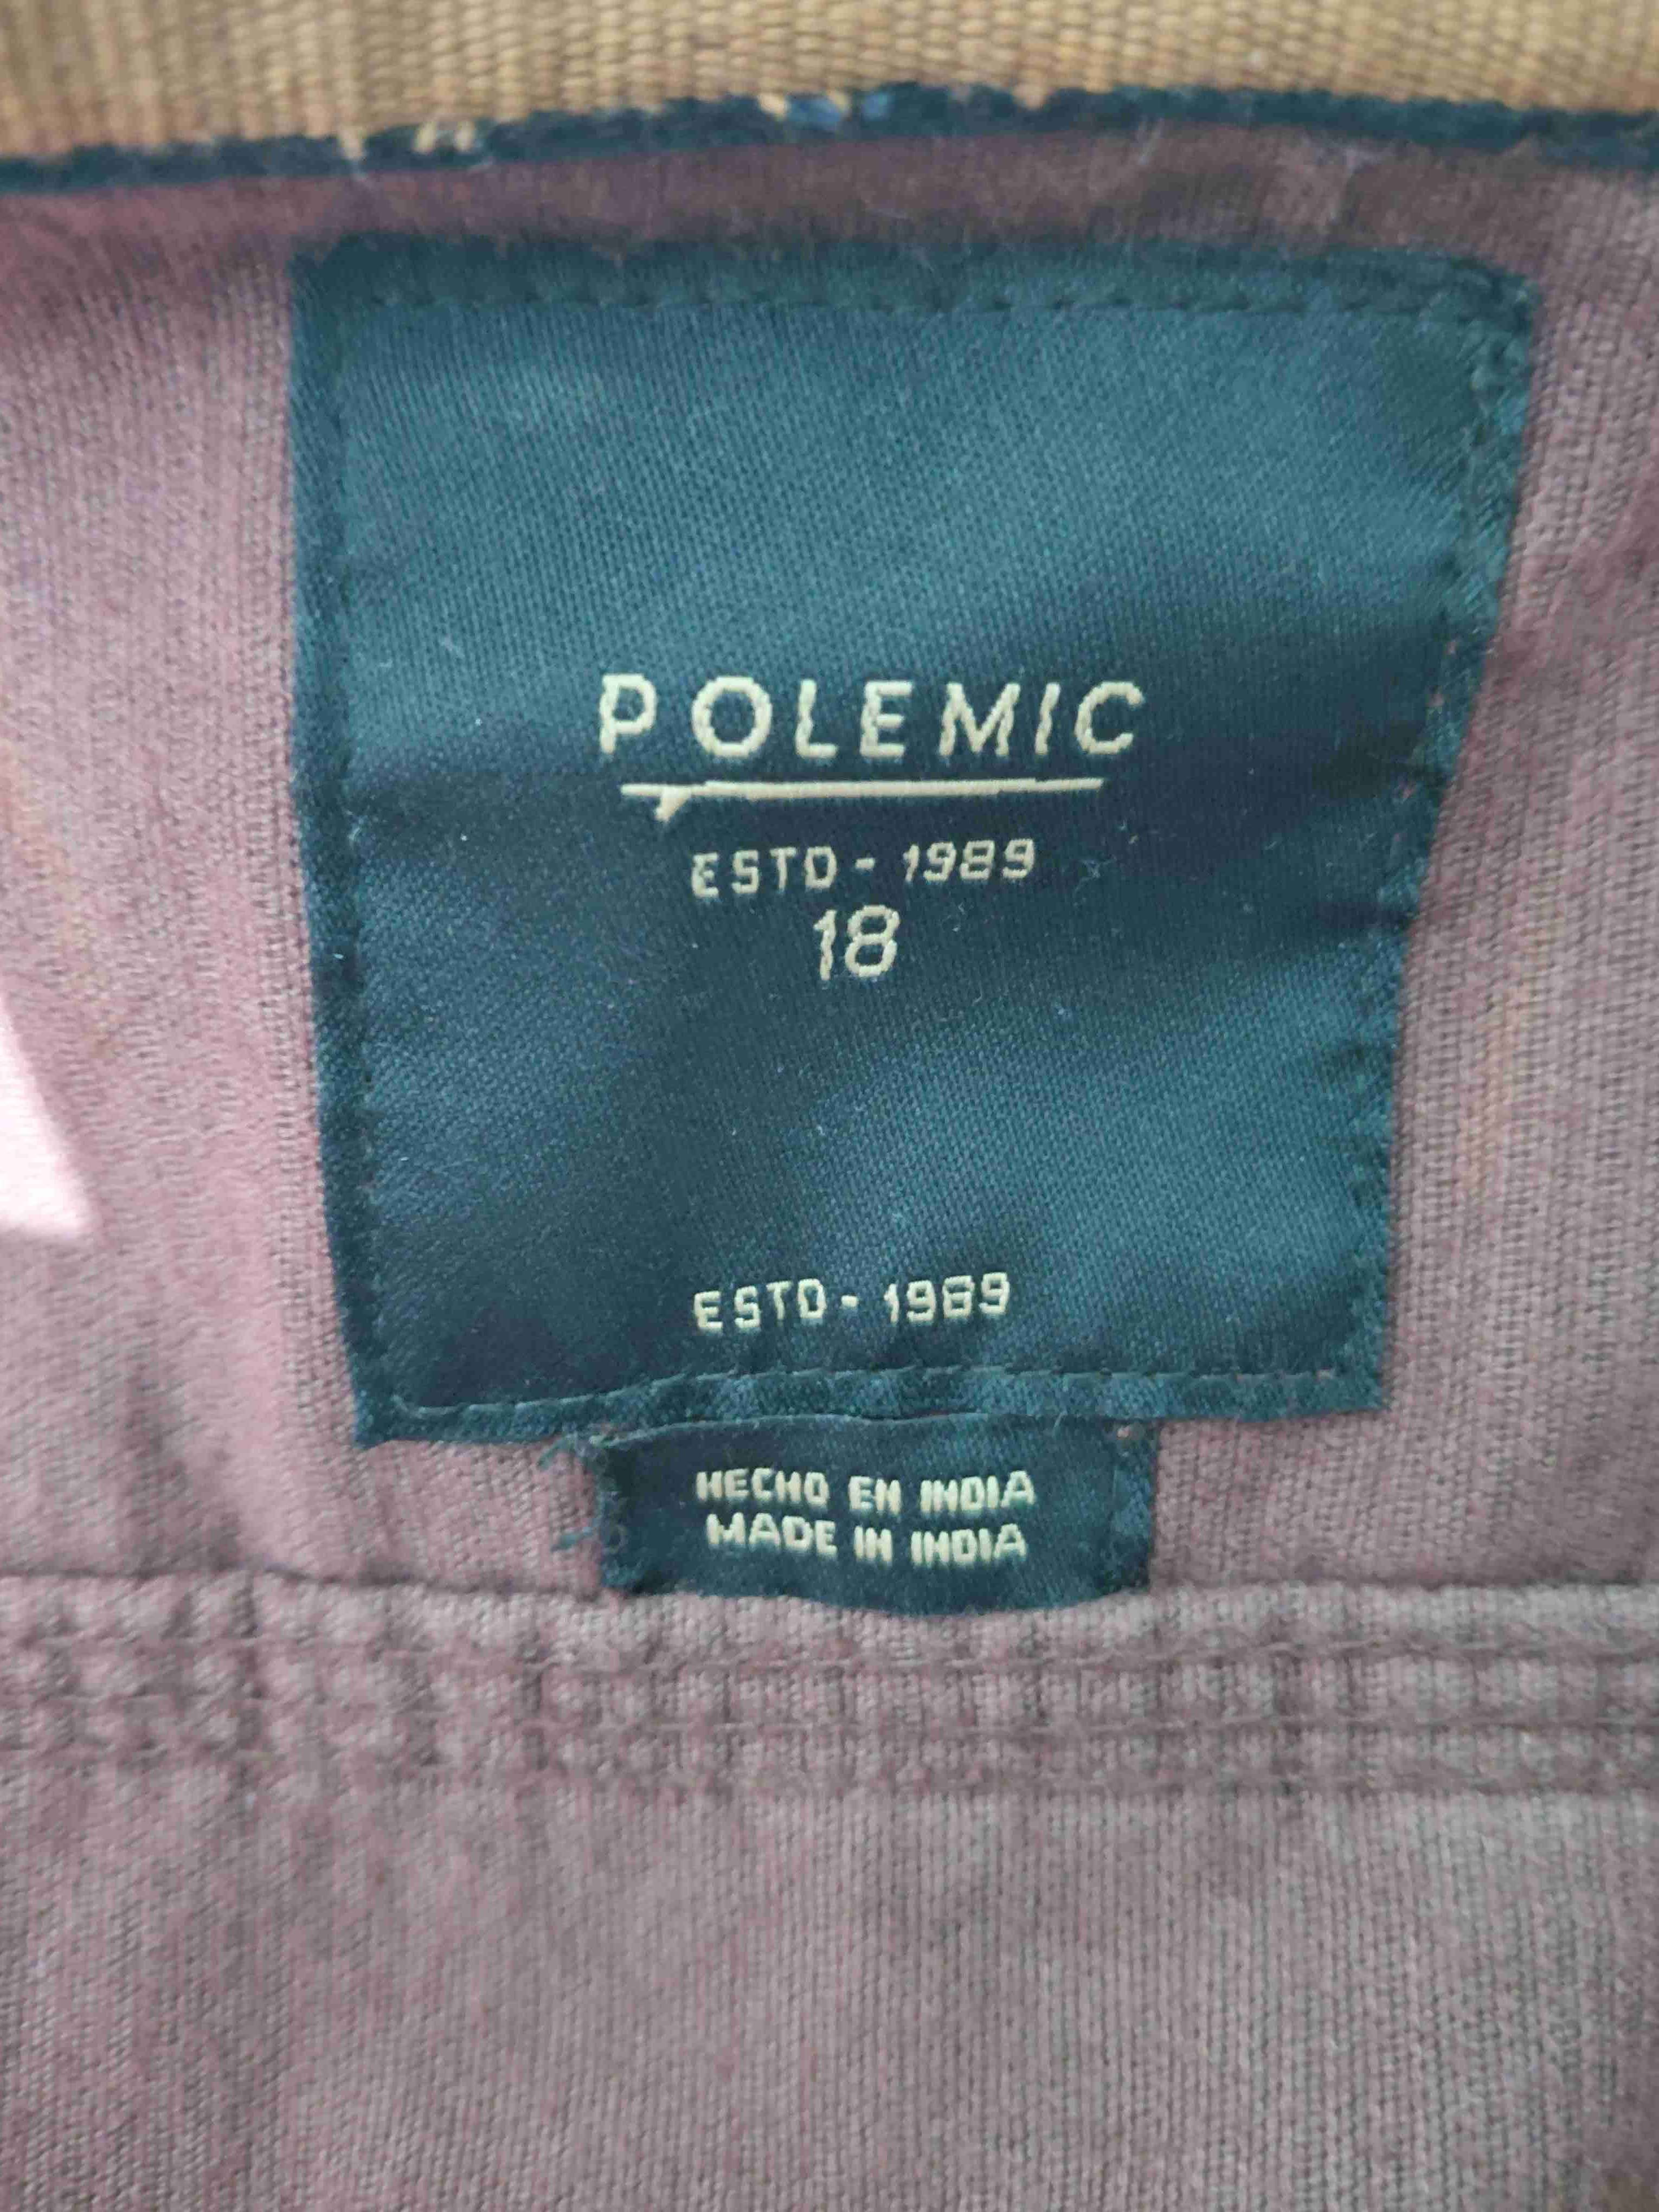 POLEMIC
ESTD - 1989
18
ESTD - 1989
HECHO EN INDIA
MADE IN INDIA